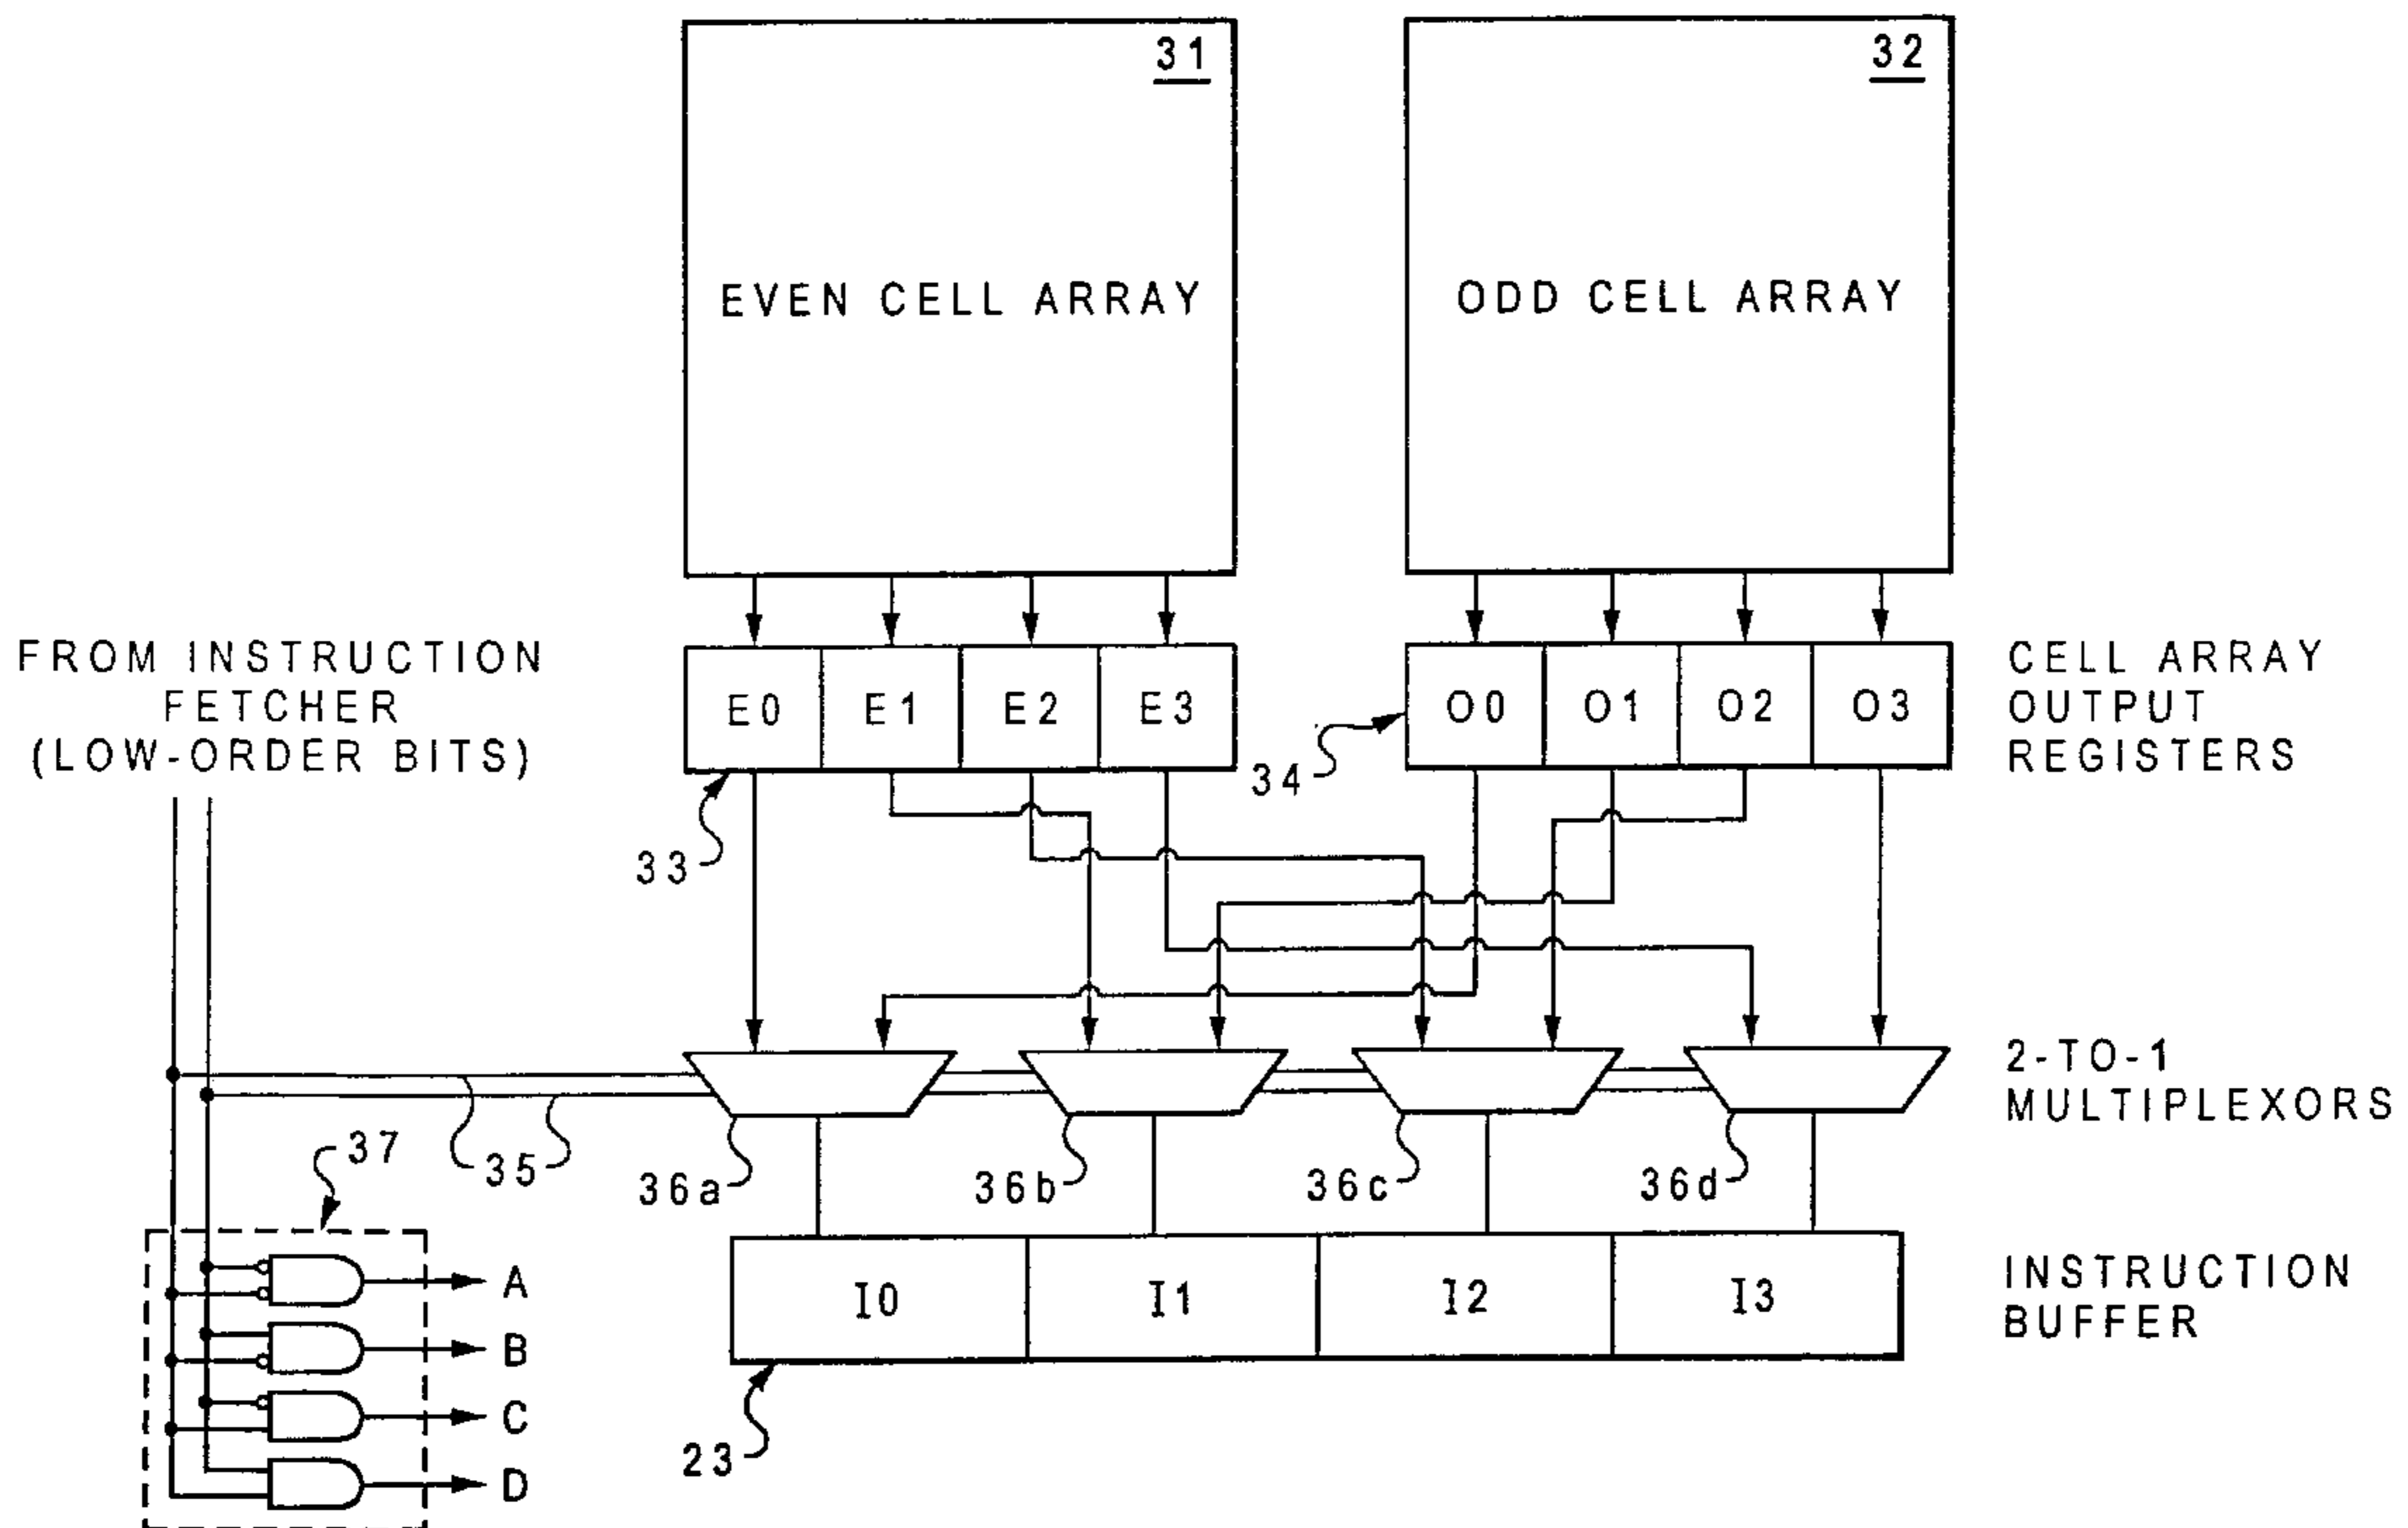 31
32
EVEN CELL ARRAY
ODD CELL ARRAY
FROM INSTRUCTION
FETCHER
(LOW-ORDER BITS)
E0
E1
E2
E3
O0
O1
O2
O3
CELL ARRAY
OUTPUT
REGISTERS
33
34
2-TO-1
MULTIPLEXORS
37
35
36a
36b
36c
36d
A
B
C
D
I0
I1
I2
I3
INSTRUCTION
BUFFER
23